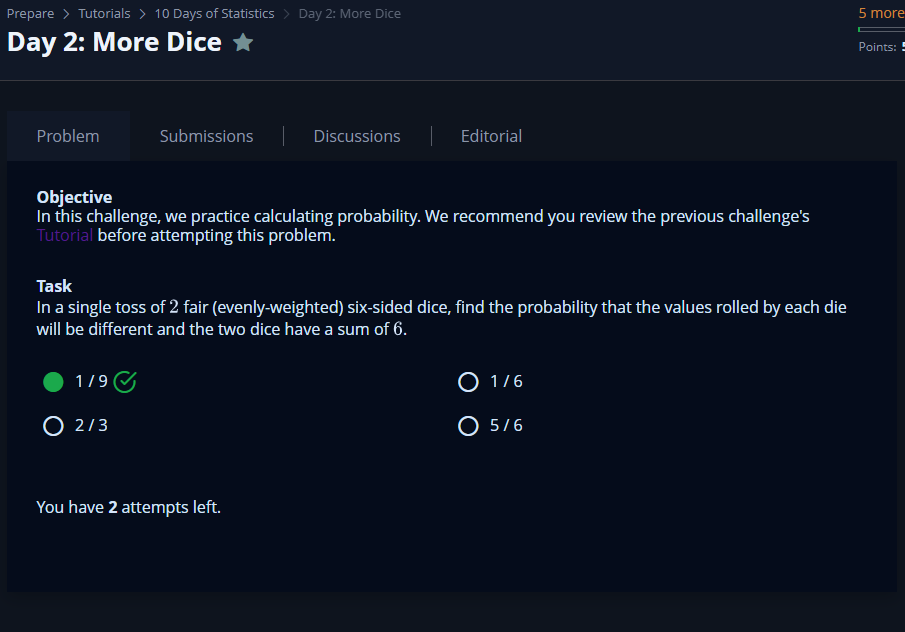 Prepare > Tutorials > 10 Days of Statistics > Day 2: More Dice
5 more
Day 2: More Dice
Points: 5
Problem
Submissions
Discussions
Editorial
Objective
In this challenge, we practice calculating probability. We recommend you review the previous challenge's
Tutorial before attempting this problem.
Task
In a single toss of 2 fair (evenly-weighted) six-sided dice, find the probability that the values rolled by each die
will be different and the two dice have a sum of 6.
1 / 9
1 / 6
2 / 3
5 / 6
You have 2 attempts left.